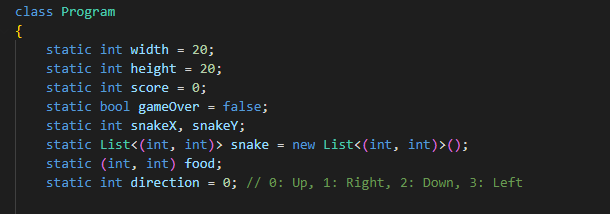 class Program
{
    static int width = 20;
    static int height = 20;
    static int score = 0;
    static bool gameOver = false;
    static int snakeX, snakeY;
    static List<(int, int)> snake = new List<(int, int)>();
    static (int, int) food;
    static int direction = 0; // 0: Up, 1: Right, 2: Down, 3: Left